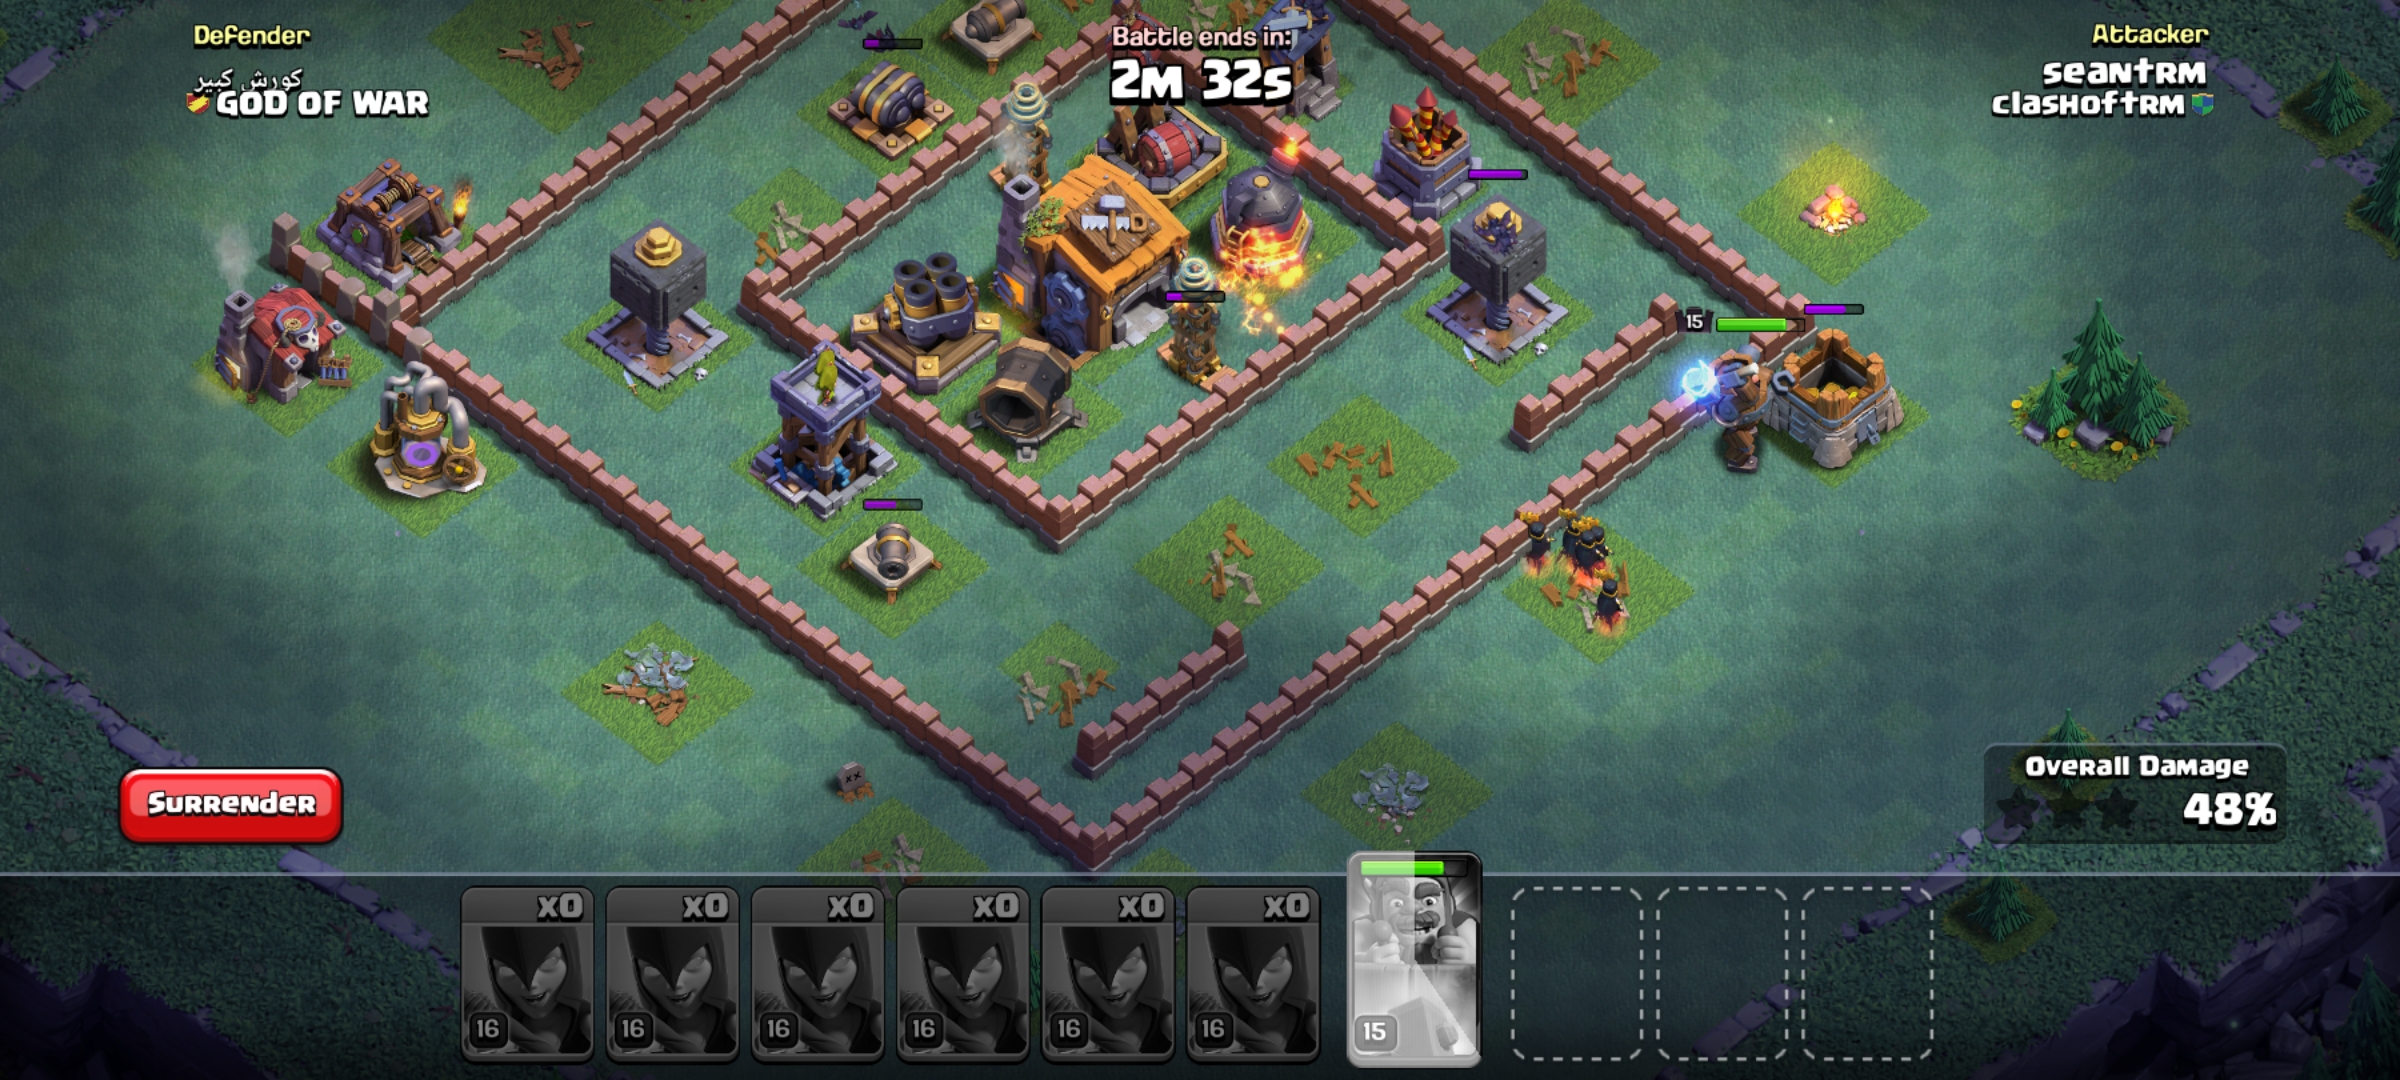 Defender
کورش کبیر
GOD OF WAR
Battle ends in:
2M 32s
Attacker
seantrm
clashoftrm
15
Surrender
Overall Damage
48%
x0 x0 x0 x0 x0 x0
16 16 16 16 16 16 15